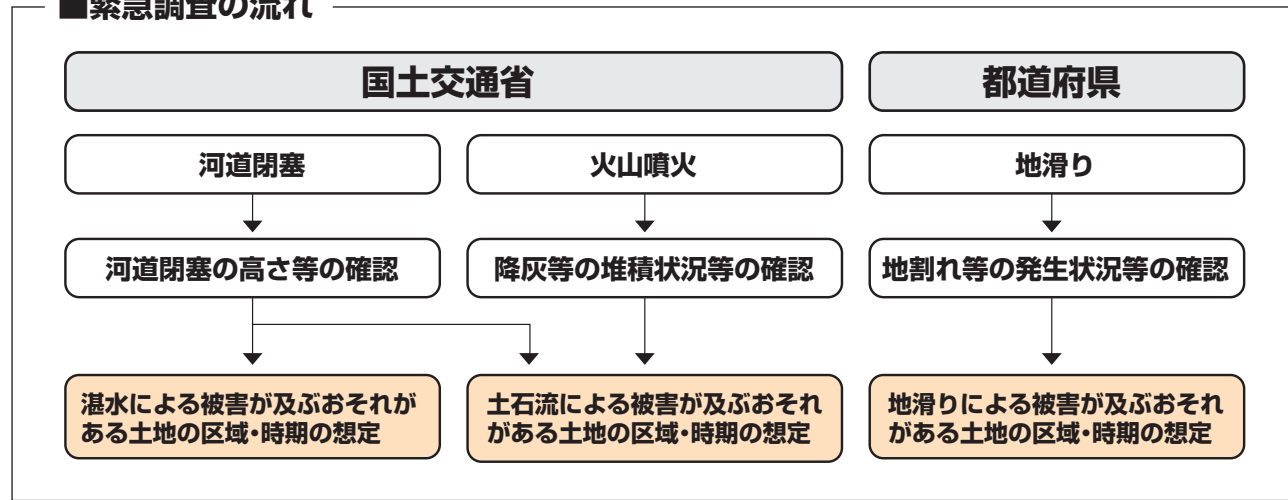 ■緊急調査の流れ
国土交通省
都道府県
河道閉塞
火山噴火
地滑り
河道閉塞の高さ等の確認
降灰等の堆積状況等の確認
地割れ等の発生状況等の確認
湛水による被害が及ぶおそれが
ある土地の区域・時期の想定
土石流による被害が及ぶおそれ
がある土地の区域・時期の想定
地滑りによる被害が及ぶおそれ
がある土地の区域・時期の想定